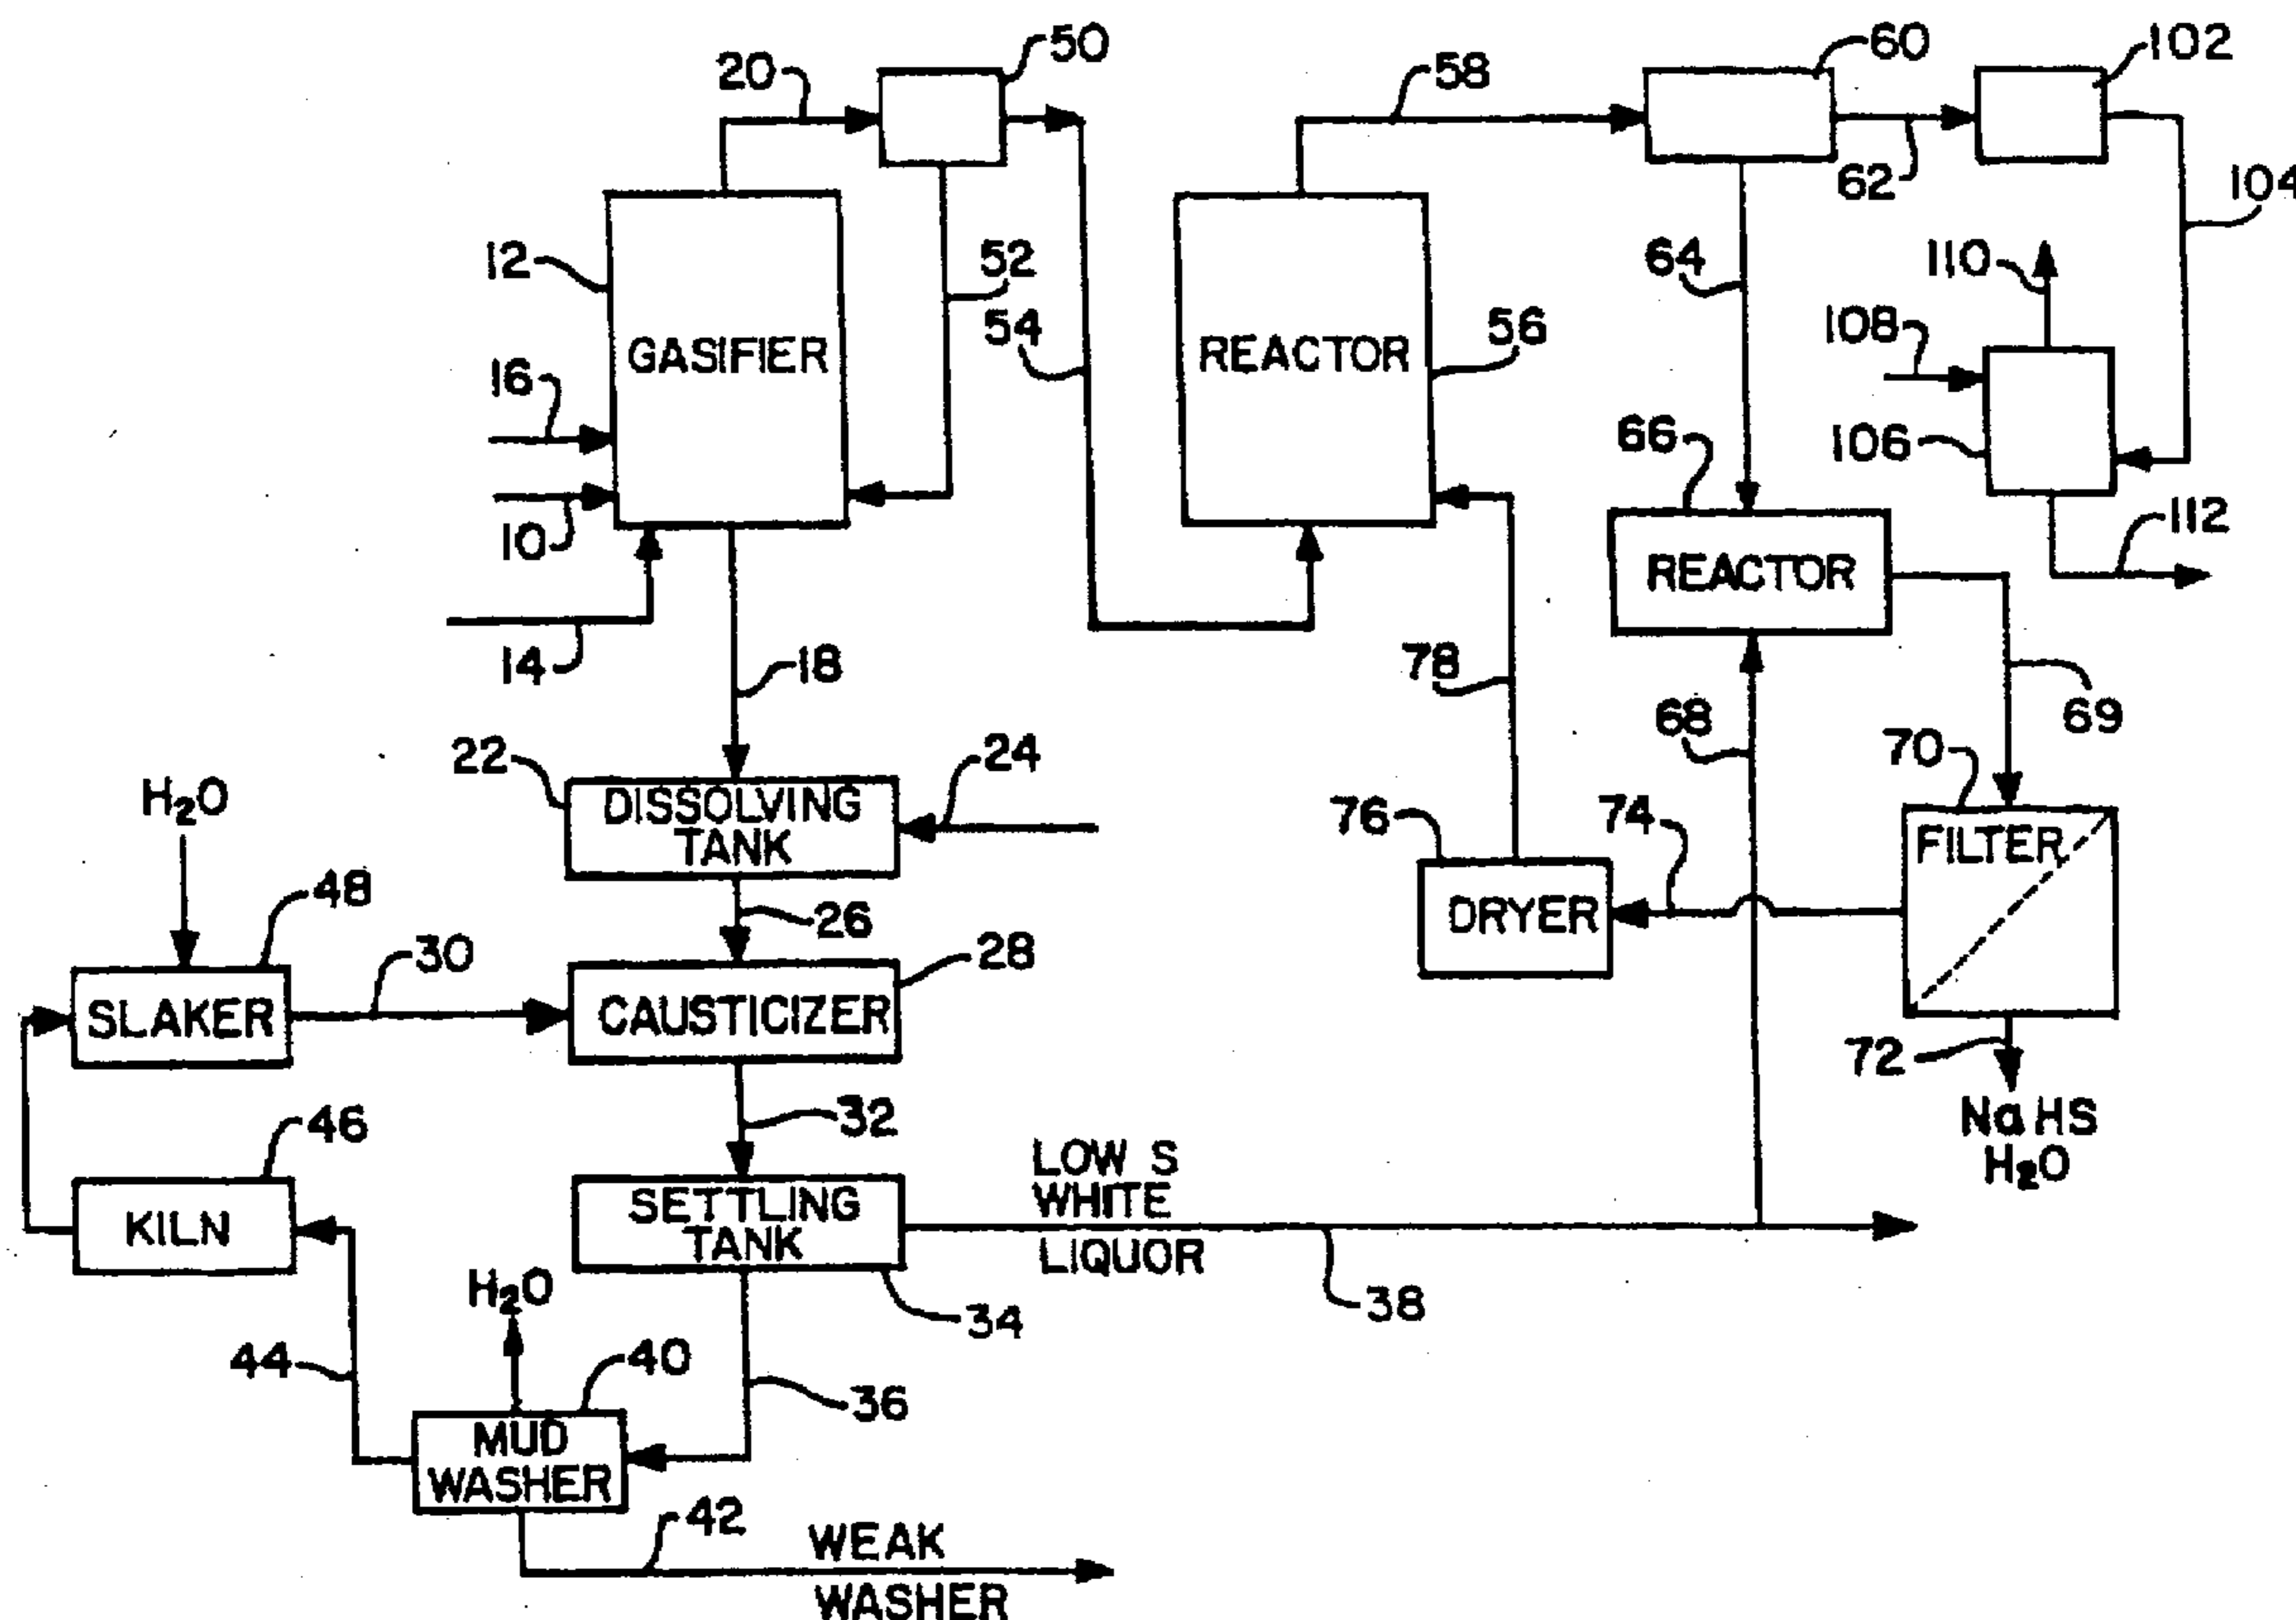 50
20
58
60
102
62
104
12
52
54
64
110
GASIFIER
REACTOR
56
108
16
66
106
10
112
REACTOR
14
18
78
68
69
22
24
70
H2O
DISSOLVING
TANK
76
74
FILTER
48
26
DRYER
30
28
SLAKER
CAUSTICIZER
72
46
32
NaHS
H2O
LOW S
WHITE
LIQUOR
KILN
SETTLING
TANK
H2O
34
38
44
40
36
MUD
WASHER
42
WEAK
WASHER